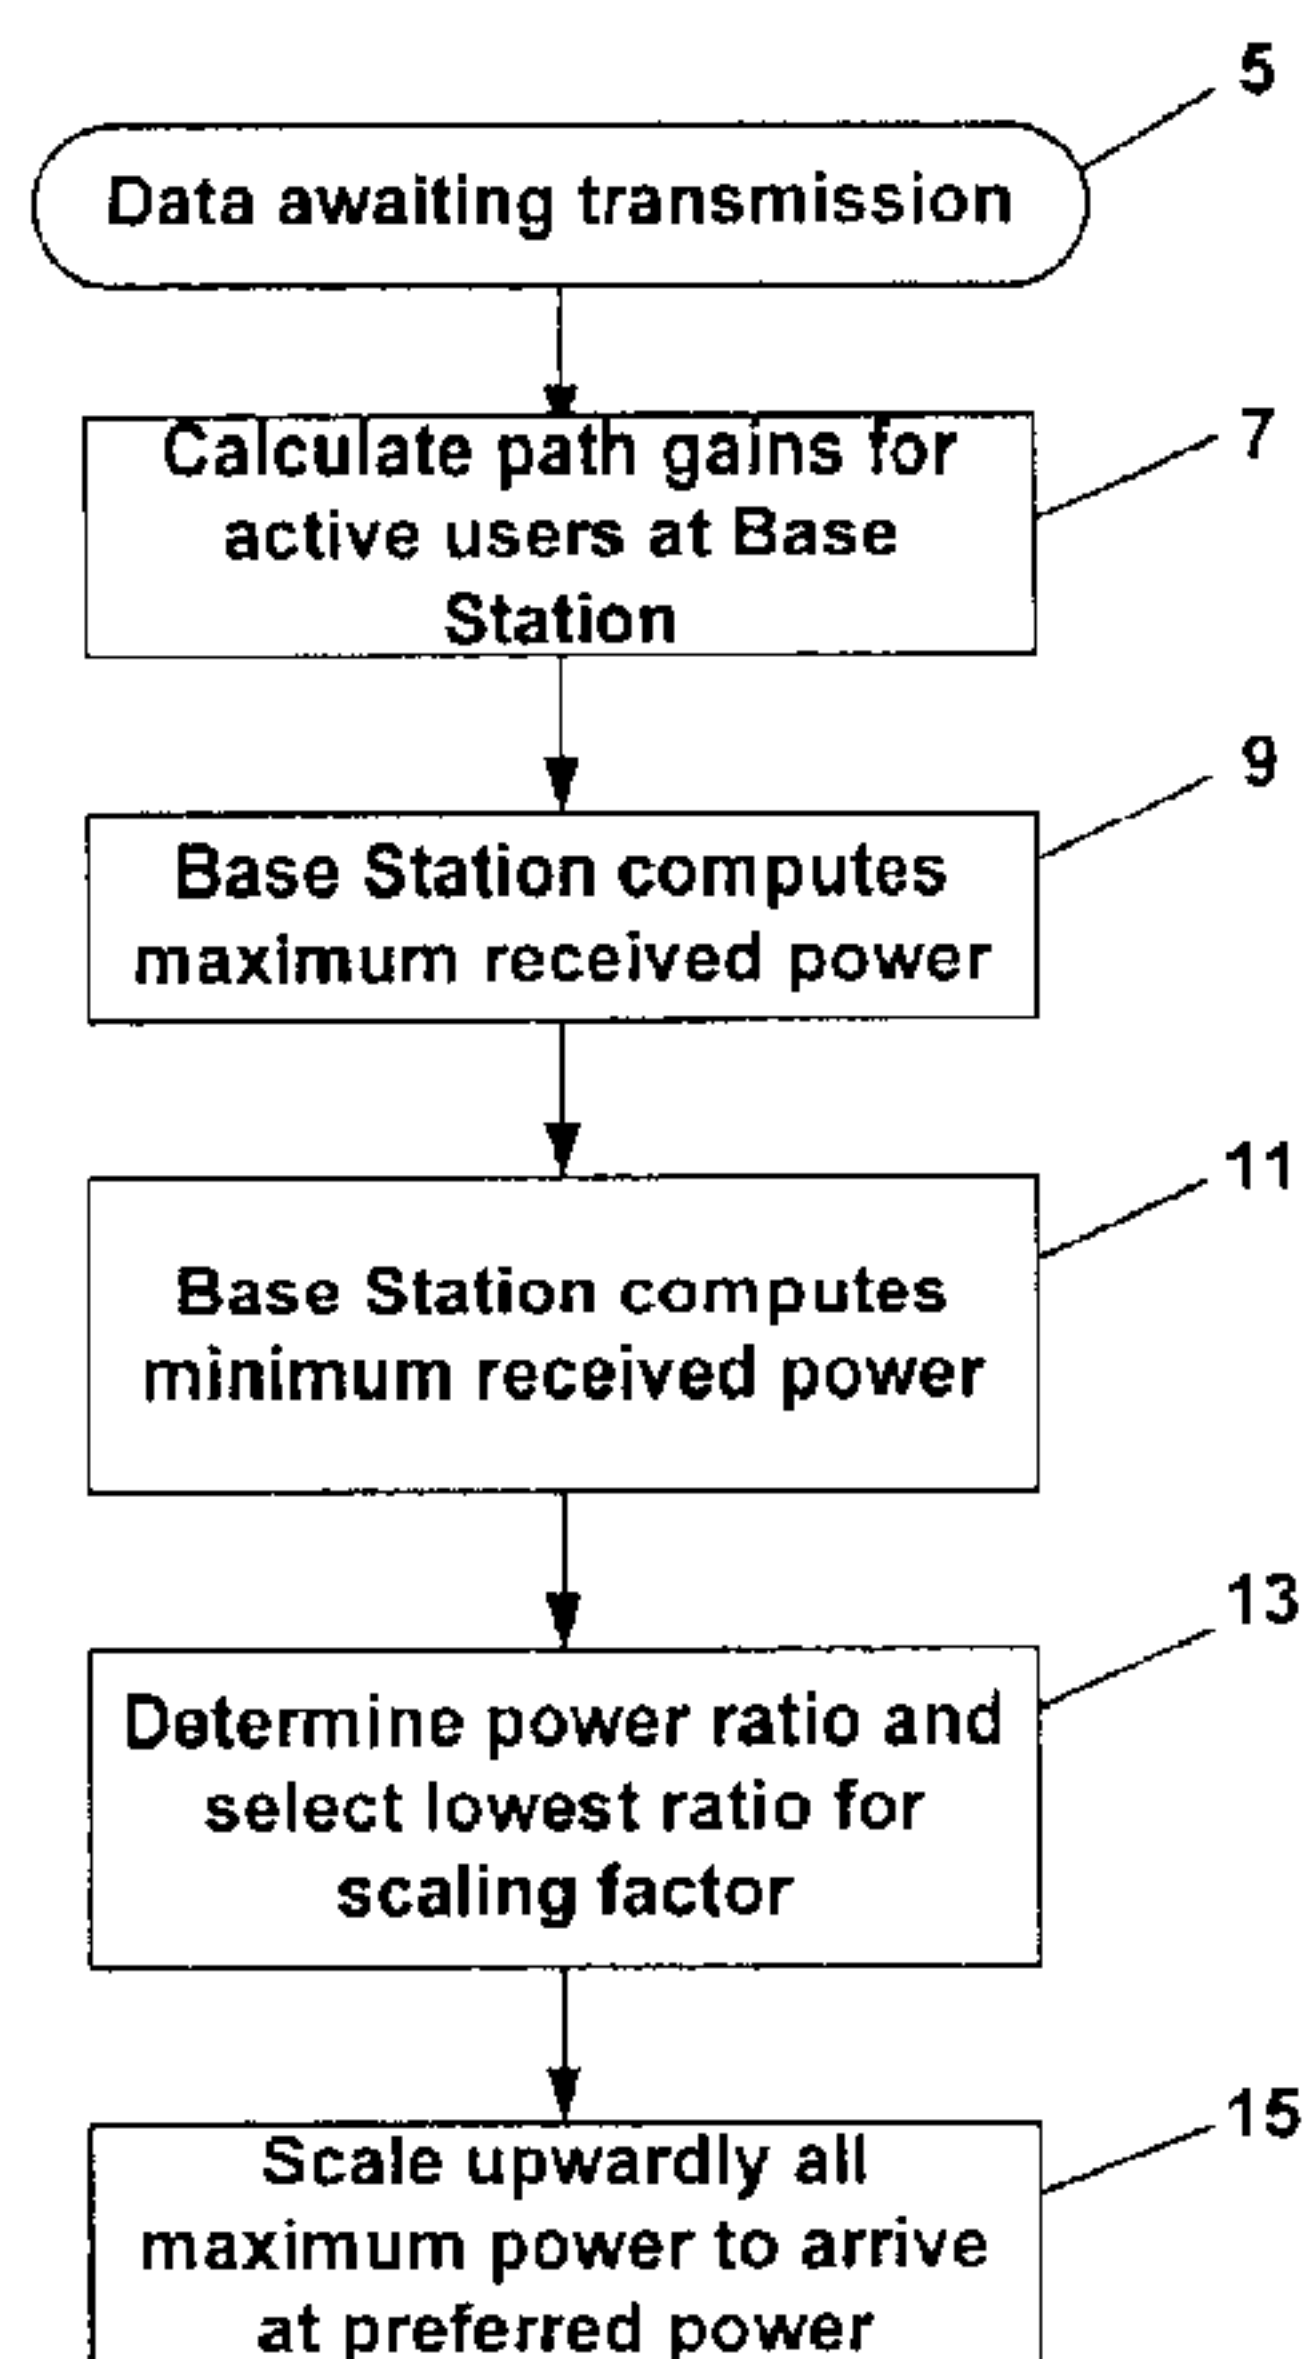 5
Data awaiting transmission
7
Calculate path gains for
active users at Base
Station
9
Base Station computes
maximum received power
11
Base Station computes
minimum received power
13
Determine power ratio and
select lowest ratio for
scaling factor
15
Scale upwardly all
maximum power to arrive
at preferred power